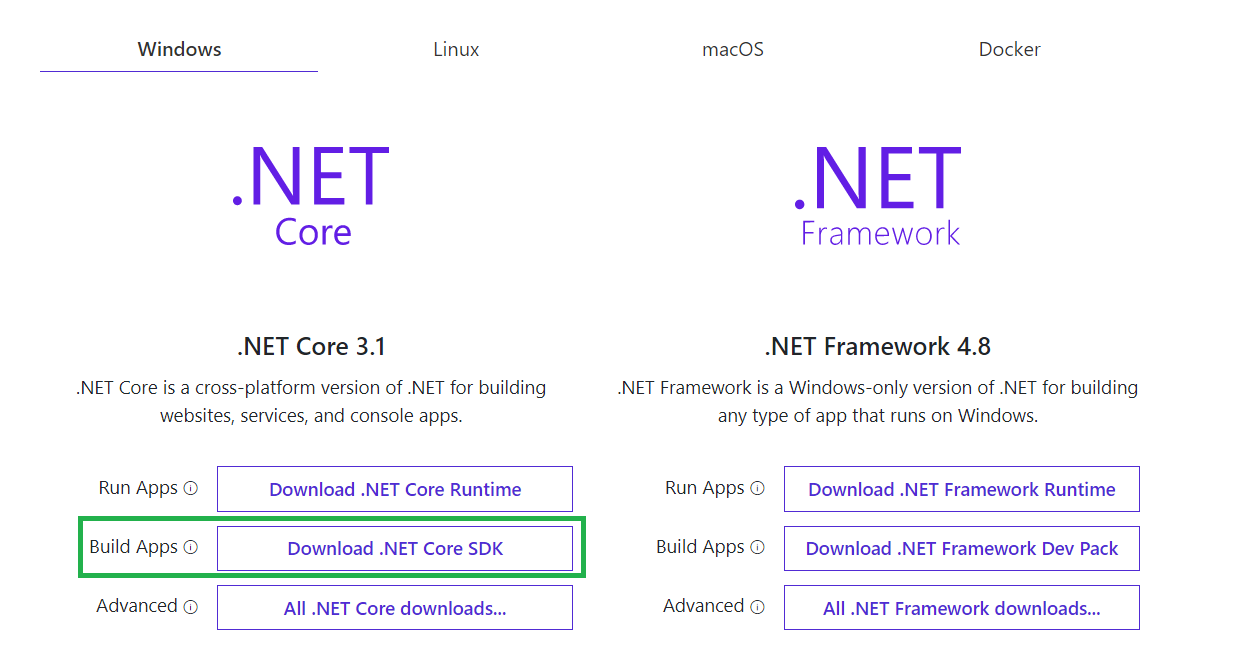 Windows
Linux
macOS
Docker
.NET
Core
.NET Core 3.1
.NET Core is a cross-platform version of .NET for building
websites, services, and console apps.
Run Apps
Download .NET Core Runtime
Build Apps
Download .NET Core SDK
Advanced
All .NET Core downloads...
.NET
Framework
.NET Framework 4.8
.NET Framework is a Windows-only version of .NET for building
any type of app that runs on Windows.
Run Apps
Download .NET Framework Runtime
Build Apps
Download .NET Framework Dev Pack
Advanced
All .NET Framework downloads...